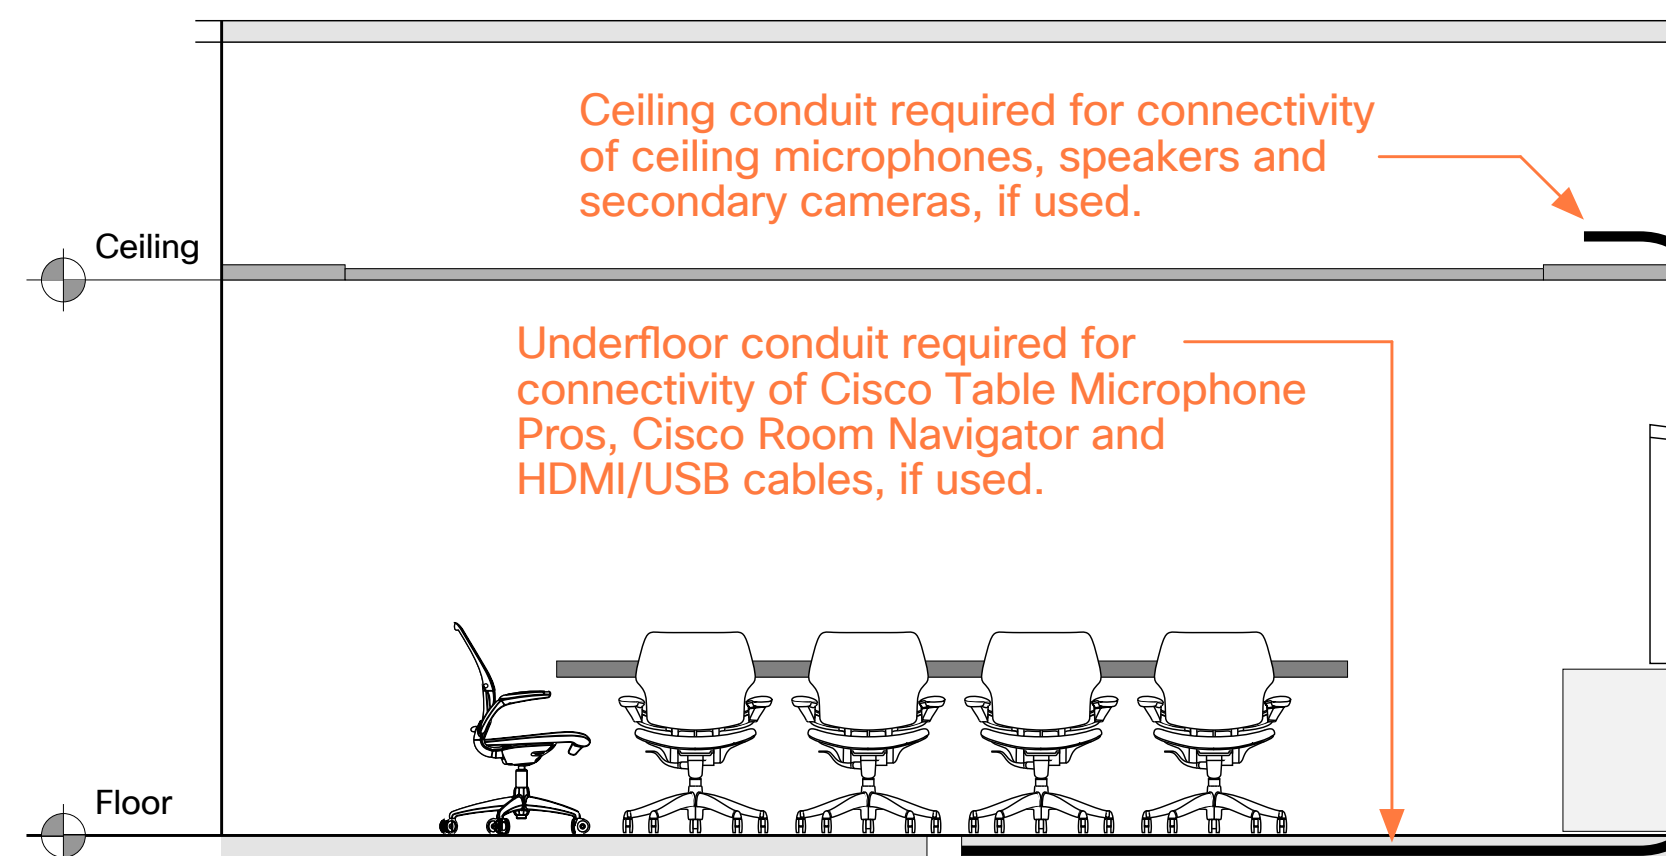 Ceiling conduit required for connectivity
of ceiling microphones, speakers and
secondary cameras, if used.
Ceiling
Underfloor conduit required for
connectivity of Cisco Table Microphone
Pros, Cisco Room Navigator and
HDMI/USB cables, if used.
Floor